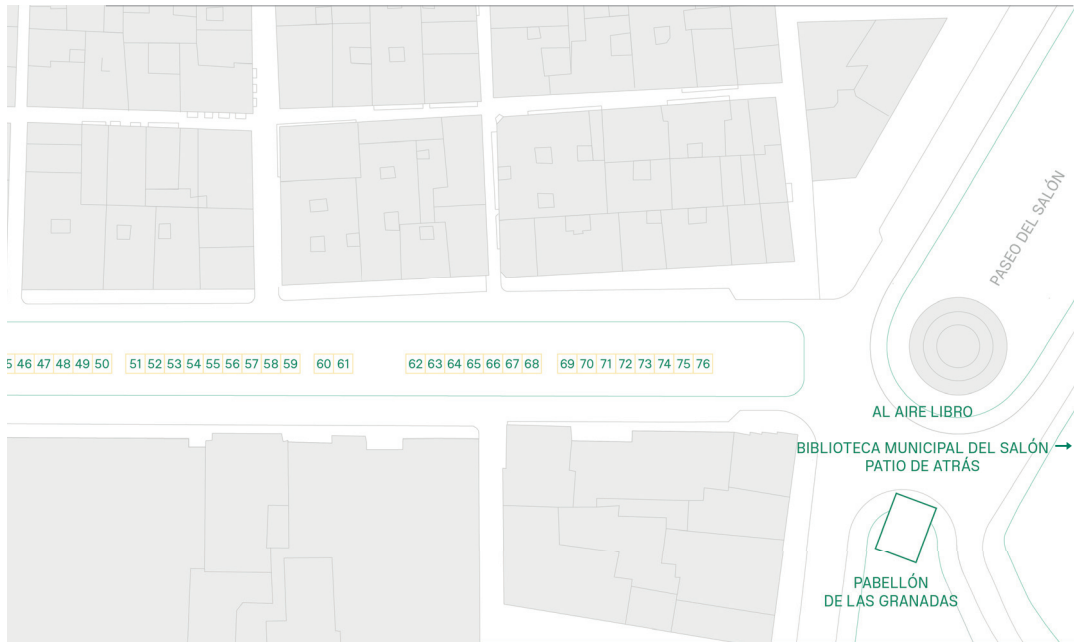 PASEO DEL SALÓN
5 46 47 48 49 50 51 52 53 54 55 56 57 58 59 60 61 62 63 64 65 66 67 68 69 70 71 72 73 74 75 76
AL AIRE LIBRO
BIBLIOTECA MUNICIPAL DEL SALÓN →
PATIO DE ATRÁS
PABELLÓN
DE LAS GRANADAS